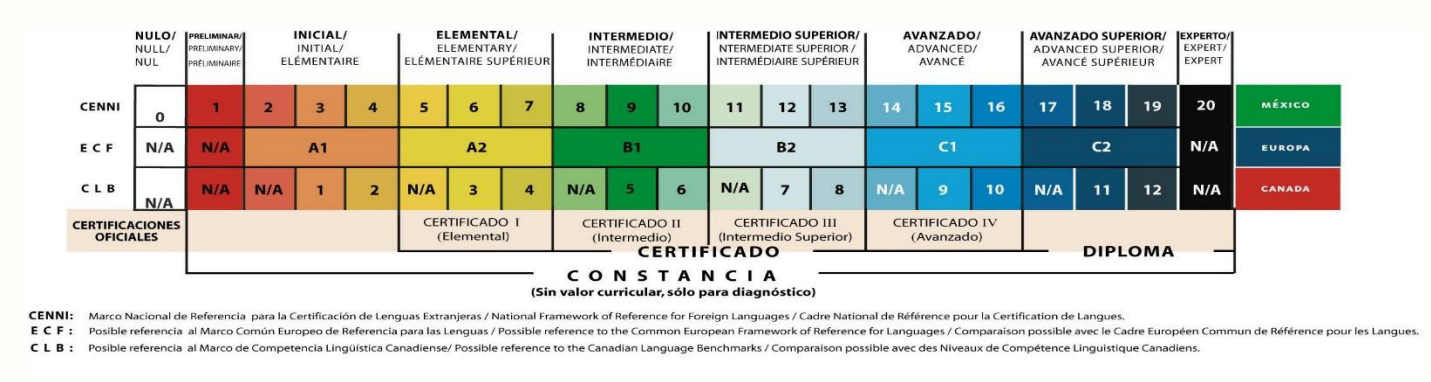 NULO/ PRELIMINAR/ INICIAL/ ELEMENTAL/ INTERMEDIO/ INTERMEDIO SUPERIOR/ AVANZADO/ AVANZADO SUPERIOR/ EXPERTO/
NULL/ PRELIMINARY/ INITIAL/ ELEMENTARY/ INTERMEDIATE/ NTERMEDIATE SUPERIOR / ADVANCED/ ADVANCED SUPERIOR/ EXPERT/
NUL PRÉLIMINAIRE ELÉMENTAIRE ELÉMENTAIRE SUPÉRIEUR INTERMÉDIAIRE INTERMÉDIAIRE SUPÉRIEUR AVANCÉ AVANCÉ SUPÉRIEUR EXPERT
CENNI 0 1 2 3 4 5 6 7 8 9 10 11 12 13 14 15 16 17 18 19 20 MÉXICO
E C F N/A N/A A1 A2 B1 B2 C1 C2 N/A EUROPA
C L B N/A N/A N/A 1 2 N/A 3 4 N/A 5 6 N/A 7 8 N/A 9 10 N/A 11 12 N/A CANADA
CERTIFICACIONES CERTIFICADO I CERTIFICADO II CERTIFICADO III CERTIFICADO IV
OFICIALES (Elemental) (Intermedio) (Intermedio Superior) (Avanzado)
CERTIFICADO DIPLOMA
CONSTANCIA
(Sin valor curricular, sólo para diagnóstico)
CENNI: Marco Nacional de Referencia para la Certificación de Lenguas Extranjeras / National Framework of Reference for Foreign Languages / Cadre National de Référence pour la Certification de Langues.
E C F : Posible referencia al Marco Común Europeo de Referencia para las Lenguas / Possible reference to the Common European Framework of Reference for Languages / Comparaison possible avec le Cadre Européen Commun de Référence pour les Langues.
C L B : Posible referencia al Marco de Competencia Lingüística Canadiense/ Possible reference to the Canadian Language Benchmarks / Comparaison possible avec des Niveaux de Compétence Linguistique Canadiens.